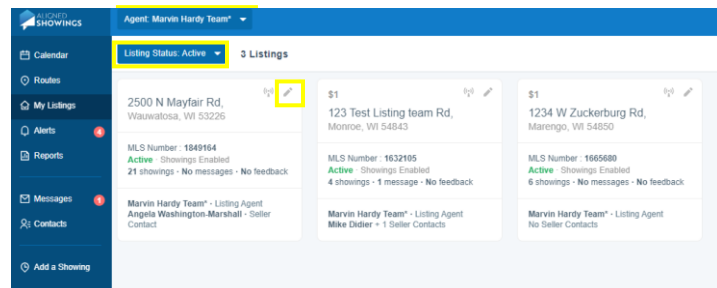 ALIGNED
SHOWINGS
Agent: Marvin Hardy Team*
Calendar
Routes
My Listings
Alerts
Reports
Messages
Contacts
Add a Showing
Listing Status: Active
3 Listings
2500 N Mayfair Rd,
Wauwatosa, WI 53226
MLS Number : 1849164
Active · Showings Enabled
21 showings · No messages · No feedback
Marvin Hardy Team* · Listing Agent
Angela Washington-Marshall · Seller
Contact
$1
123 Test Listing team Rd,
Monroe, WI 54843
MLS Number : 1632105
Active · Showings Enabled
4 showings · 1 message · No feedback
Marvin Hardy Team* · Listing Agent
Mike Didier + 1 Seller Contacts
$1
1234 W Zuckerburg Rd,
Marengo, WI 54850
MLS Number : 1665680
Active · Showings Enabled
6 showings · No messages · No feedback
Marvin Hardy Team* · Listing Agent
No Seller Contacts